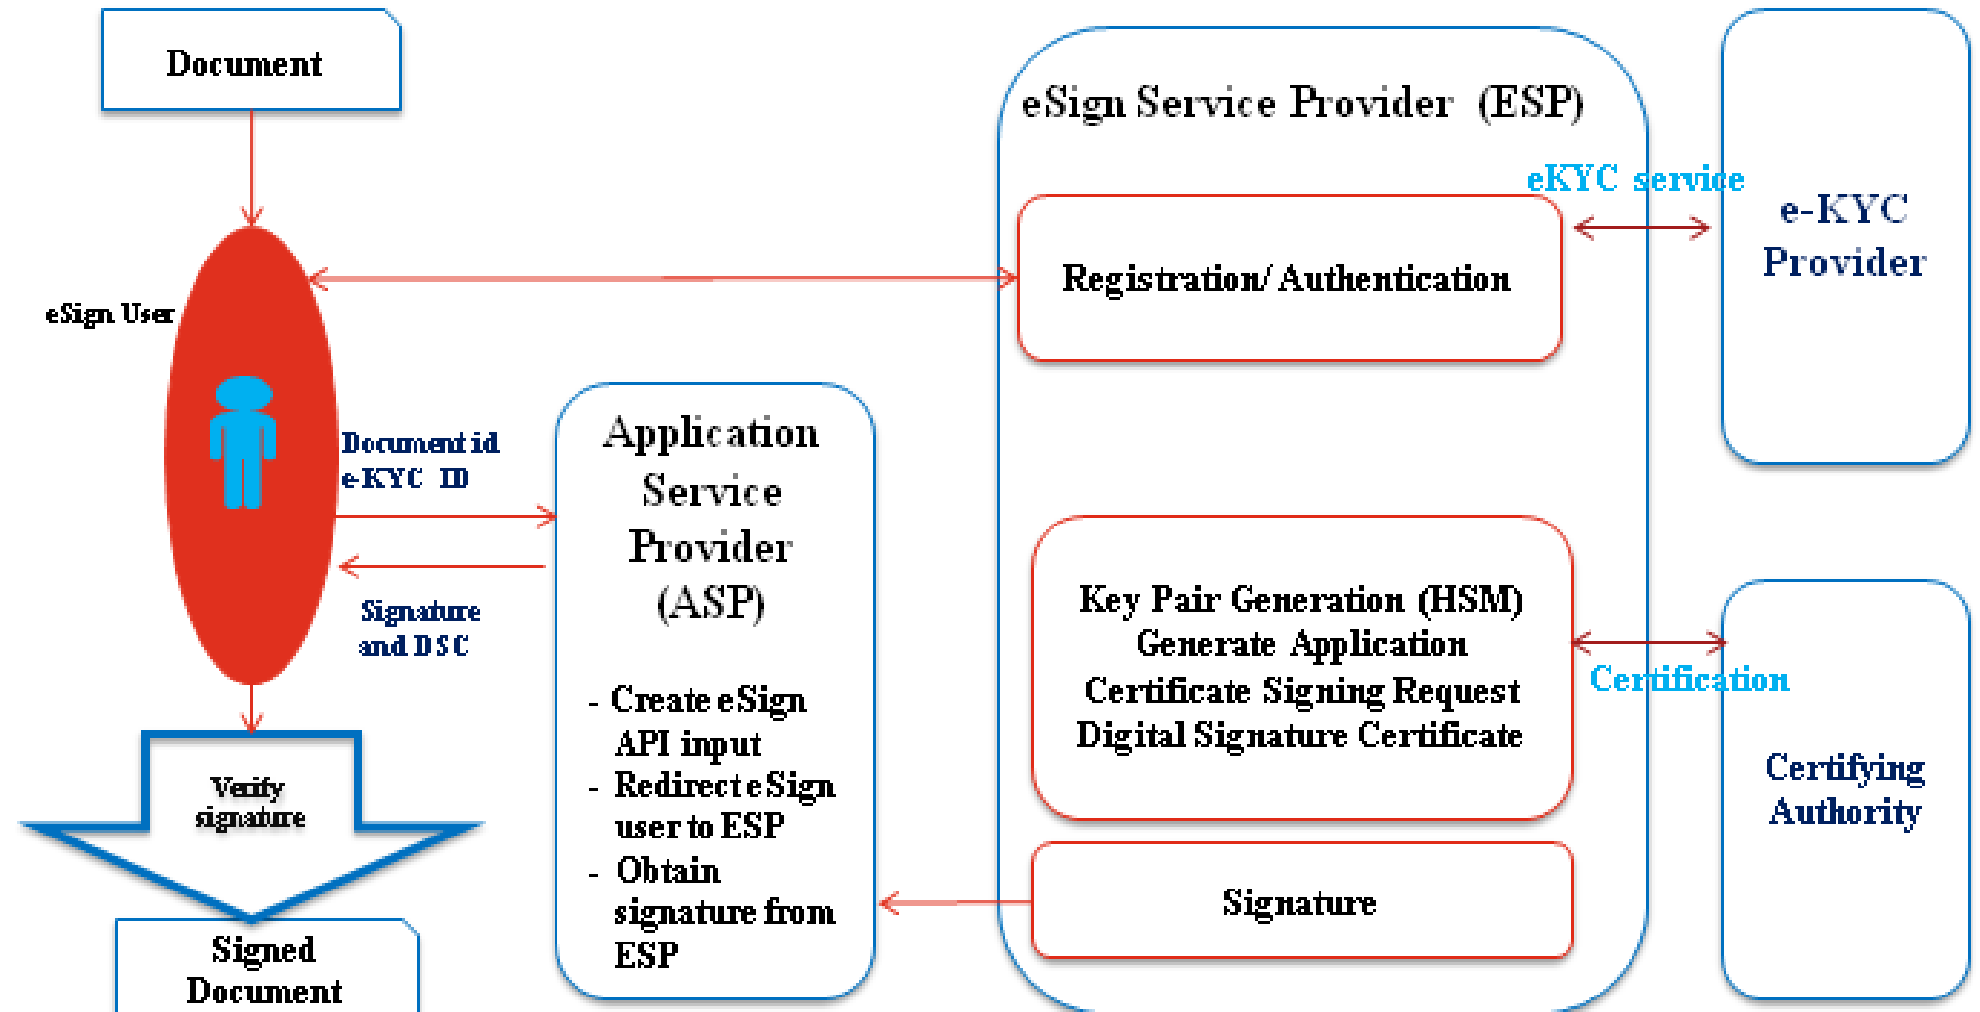 Document
eSign User
Document id
e-KYC ID
Signature
and DSC
Verify
signature
Signed
Document
Application
Service
Provider
(ASP)
- Create eSign
API input
- Redirect eSign
user to ESP
- Obtain
signature from
ESP
eSign Service Provider (ESP)
eKYC service
Registration/ Authentication
Key Pair Generation (HSM)
Generate Application
Certificate Signing Request
Digital Signature Certificate
Certification
Signature
e-KYC
Provider
Certifying
Authority